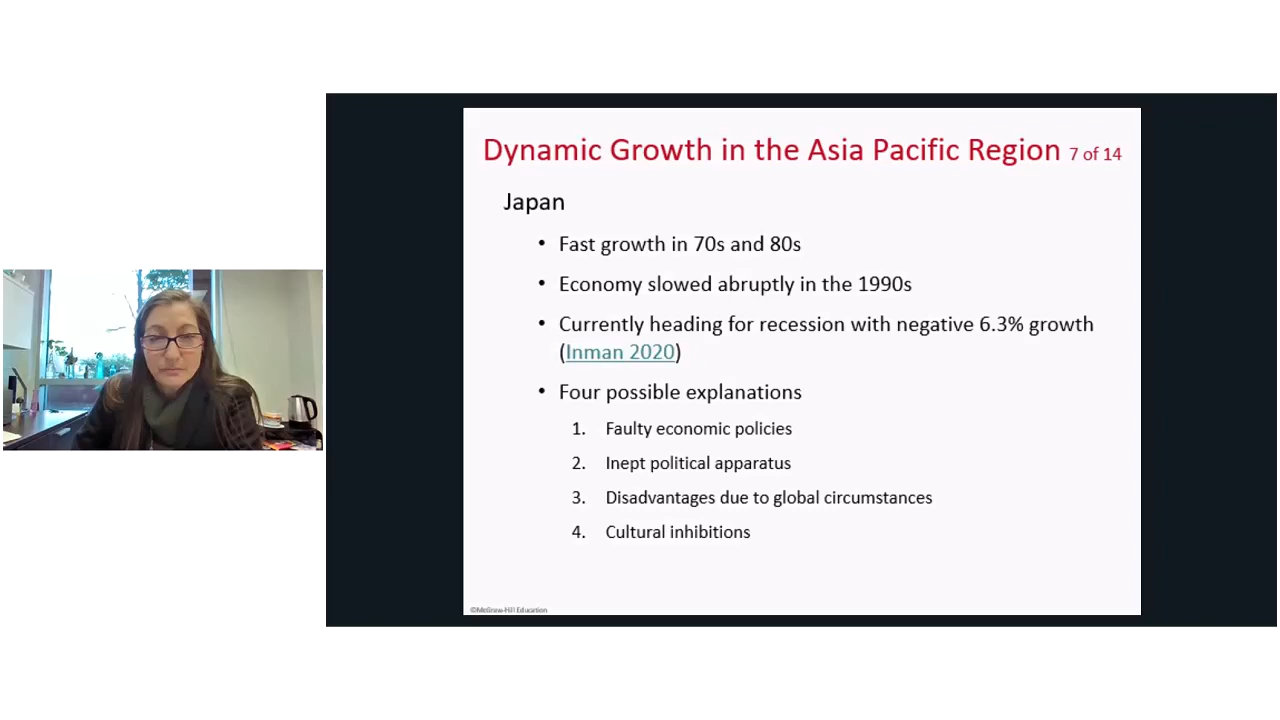 Dynamic Growth in the Asia Pacific Region 7 of 14
Japan
• Fast growth in 70s and 80s
• Economy slowed abruptly in the 1990s
• Currently heading for recession with negative 6.3% growth
(Inman 2020)
• Four possible explanations
1. Faulty economic policies
2. Inept political apparatus
3. Disadvantages due to global circumstances
4. Cultural inhibitions
©McGraw-Hill Education